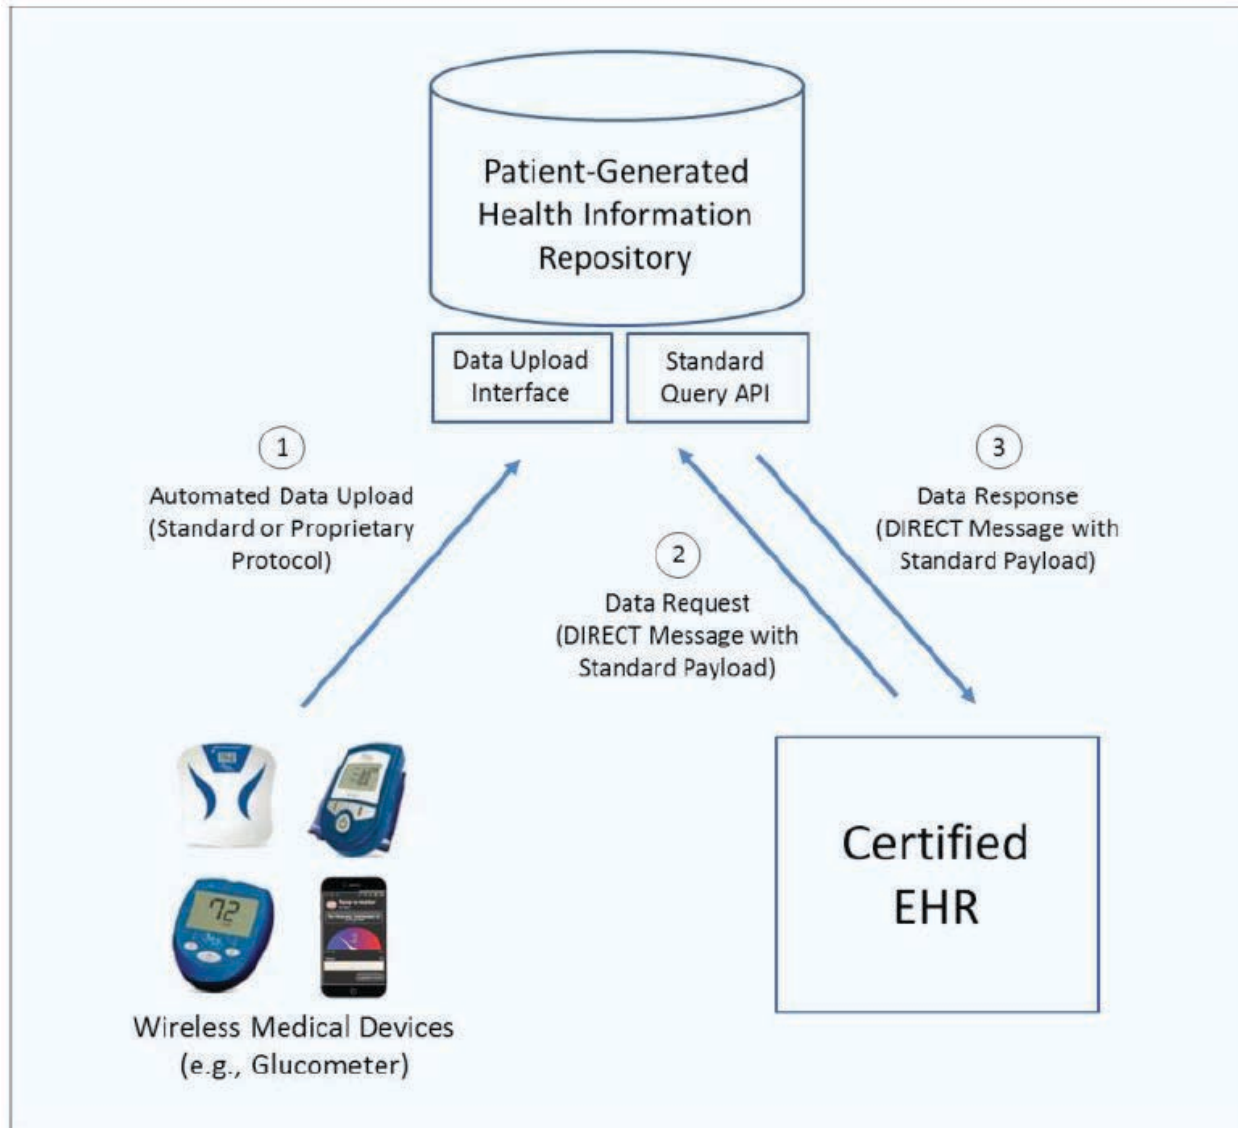 Patient-Generated
Health Information
Repository
Data Upload
Interface
Standard
Query API
1
Automated Data Upload
(Standard or Proprietary
Protocol)
2
Data Request
(DIRECT Message with
Standard Payload)
3
Data Response
(DIRECT Message with
Standard Payload)
72
Wireless Medical Devices
(e.g., Glucometer)
Certified
EHR